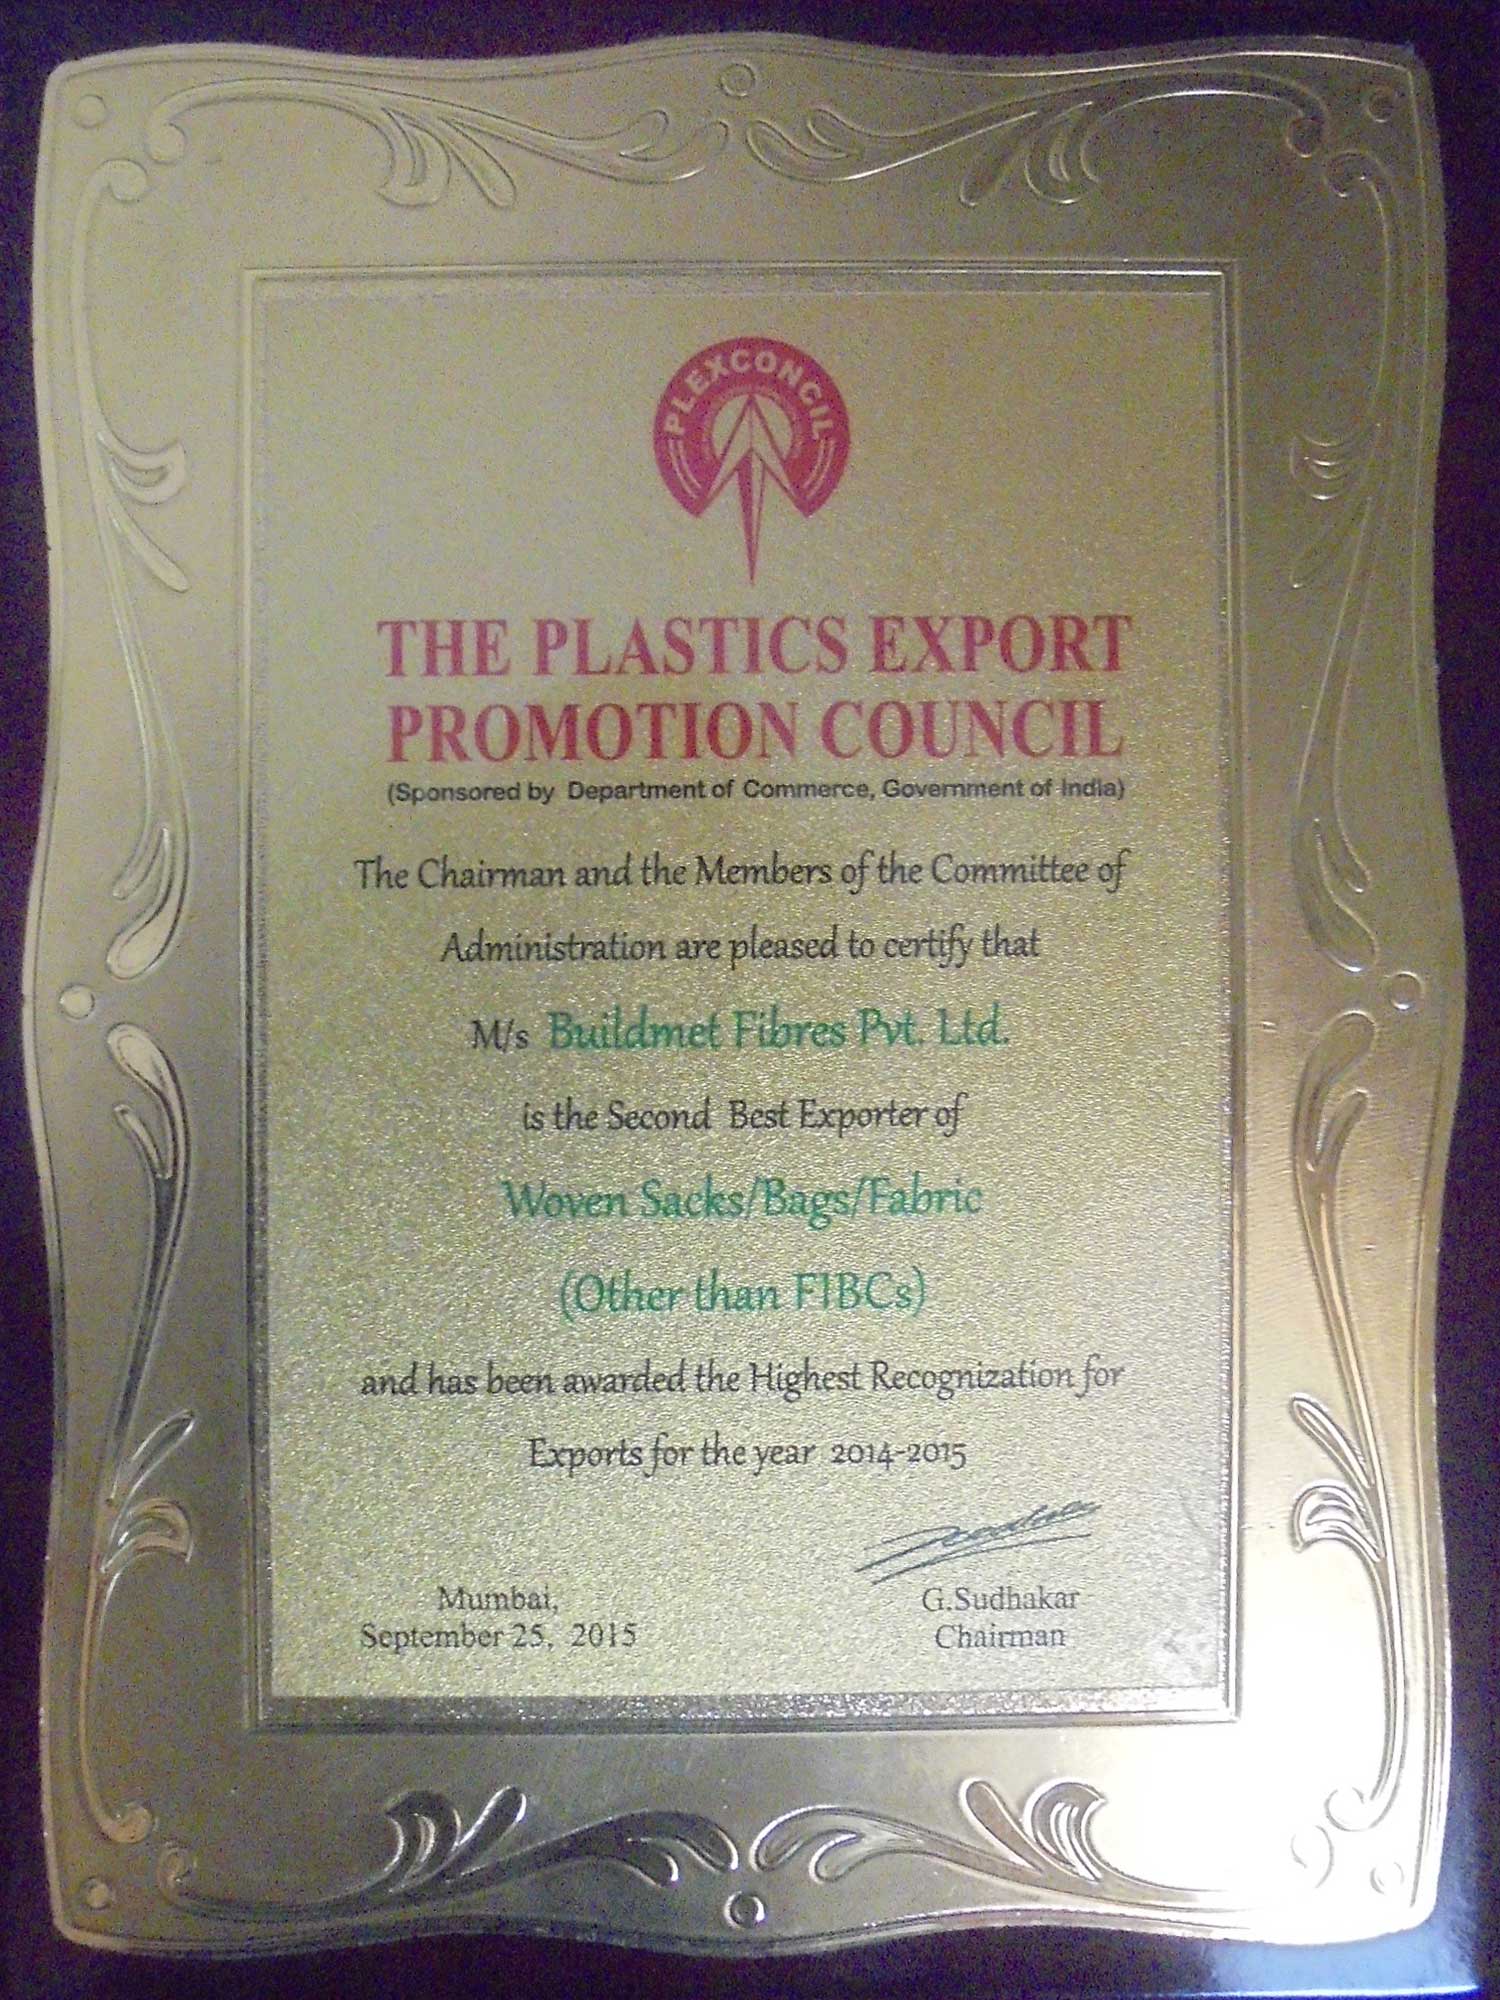 PLEXCONCIL
THE PLASTICS EXPORT
PROMOTION COUNCIL
(Sponsored by Department of Commerce, Government of India)
The Chairman and the Members of the Committee of
Administration are pleased to certify that
M/s Buildmet Fibres Pvt. Ltd.
is the Second Best Exporter of
Woven Sacks/Bags/Fabric
(Other than FIBCs)
and has been awarded the Highest Recognization for
Exports for the year 2014-2015
Mumbai,
September 25, 2015
G.Sudhakar
Chairman